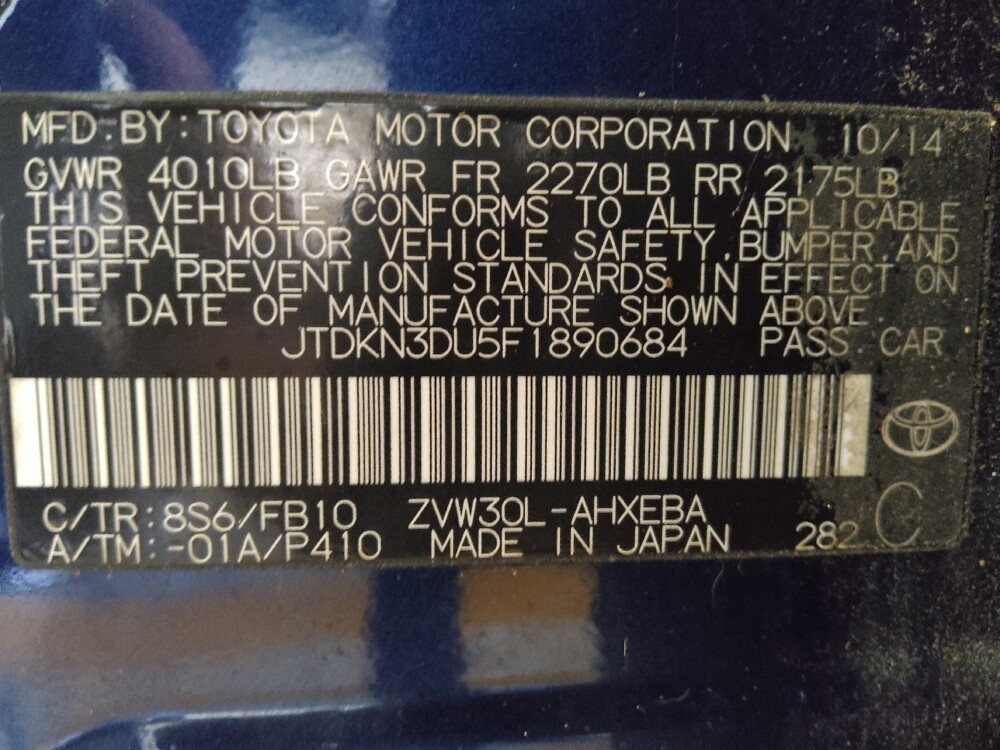 MFD.BY:TOYOTA MOTOR CORPORATION 10/14
GVWR 4010LB GAWR FR 2270LB RR 2175LB
THIS VEHICLE CONFORMS TO ALL APPLICABLE
FEDERAL MOTOR VEHICLE SAFETY,BUMPER,AND
THEFT PREVENTION STANDARDS IN EFFECT ON
THE DATE OF MANUFACTURE SHOWN ABOVE
JTDKN3DU5F1890684 PASS.CAR
C/TR:8S6/FB10 ZVW30L-AHXEBA
A/TM:-01A/P410 MADE IN JAPAN 282 C